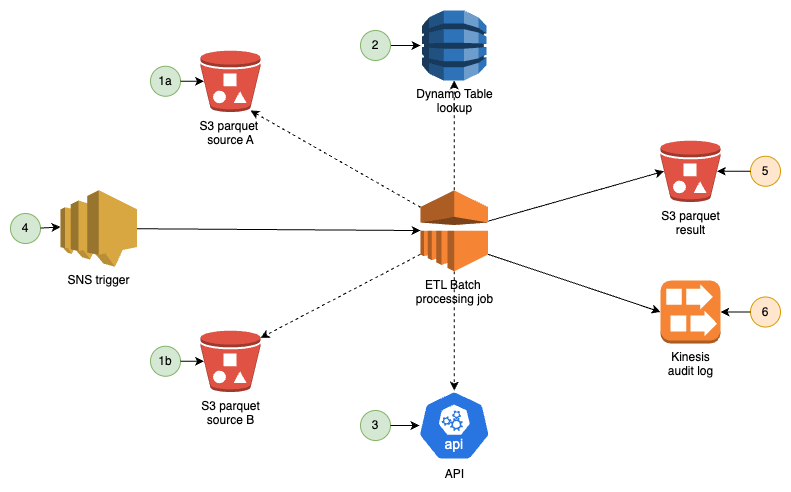 2
Dynamo Table
lookup
1a
S3 parquet
source A
5
S3 parquet
result
4
SNS trigger
ETL Batch
processing job
6
Kinesis
audit log
1b
S3 parquet
source B
3
api
API